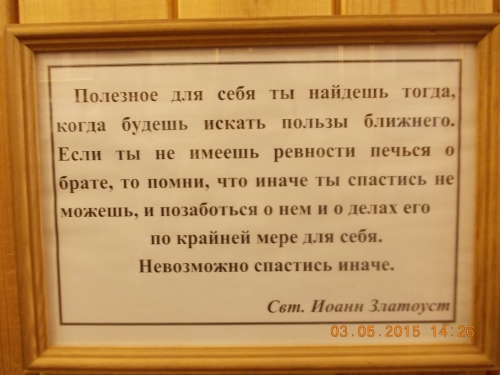 Полезное для себя ты найдешь тогда,
когда будешь искать пользы ближнего.
Если ты не имеешь ревности печься о
брате, то помни, что иначе ты спастись не
можешь, и позаботься о нем и о делах его
по крайней мере для себя.
Невозможно спастись иначе.
Свт. Иоанн Златоуст
03.05.2015 14:26